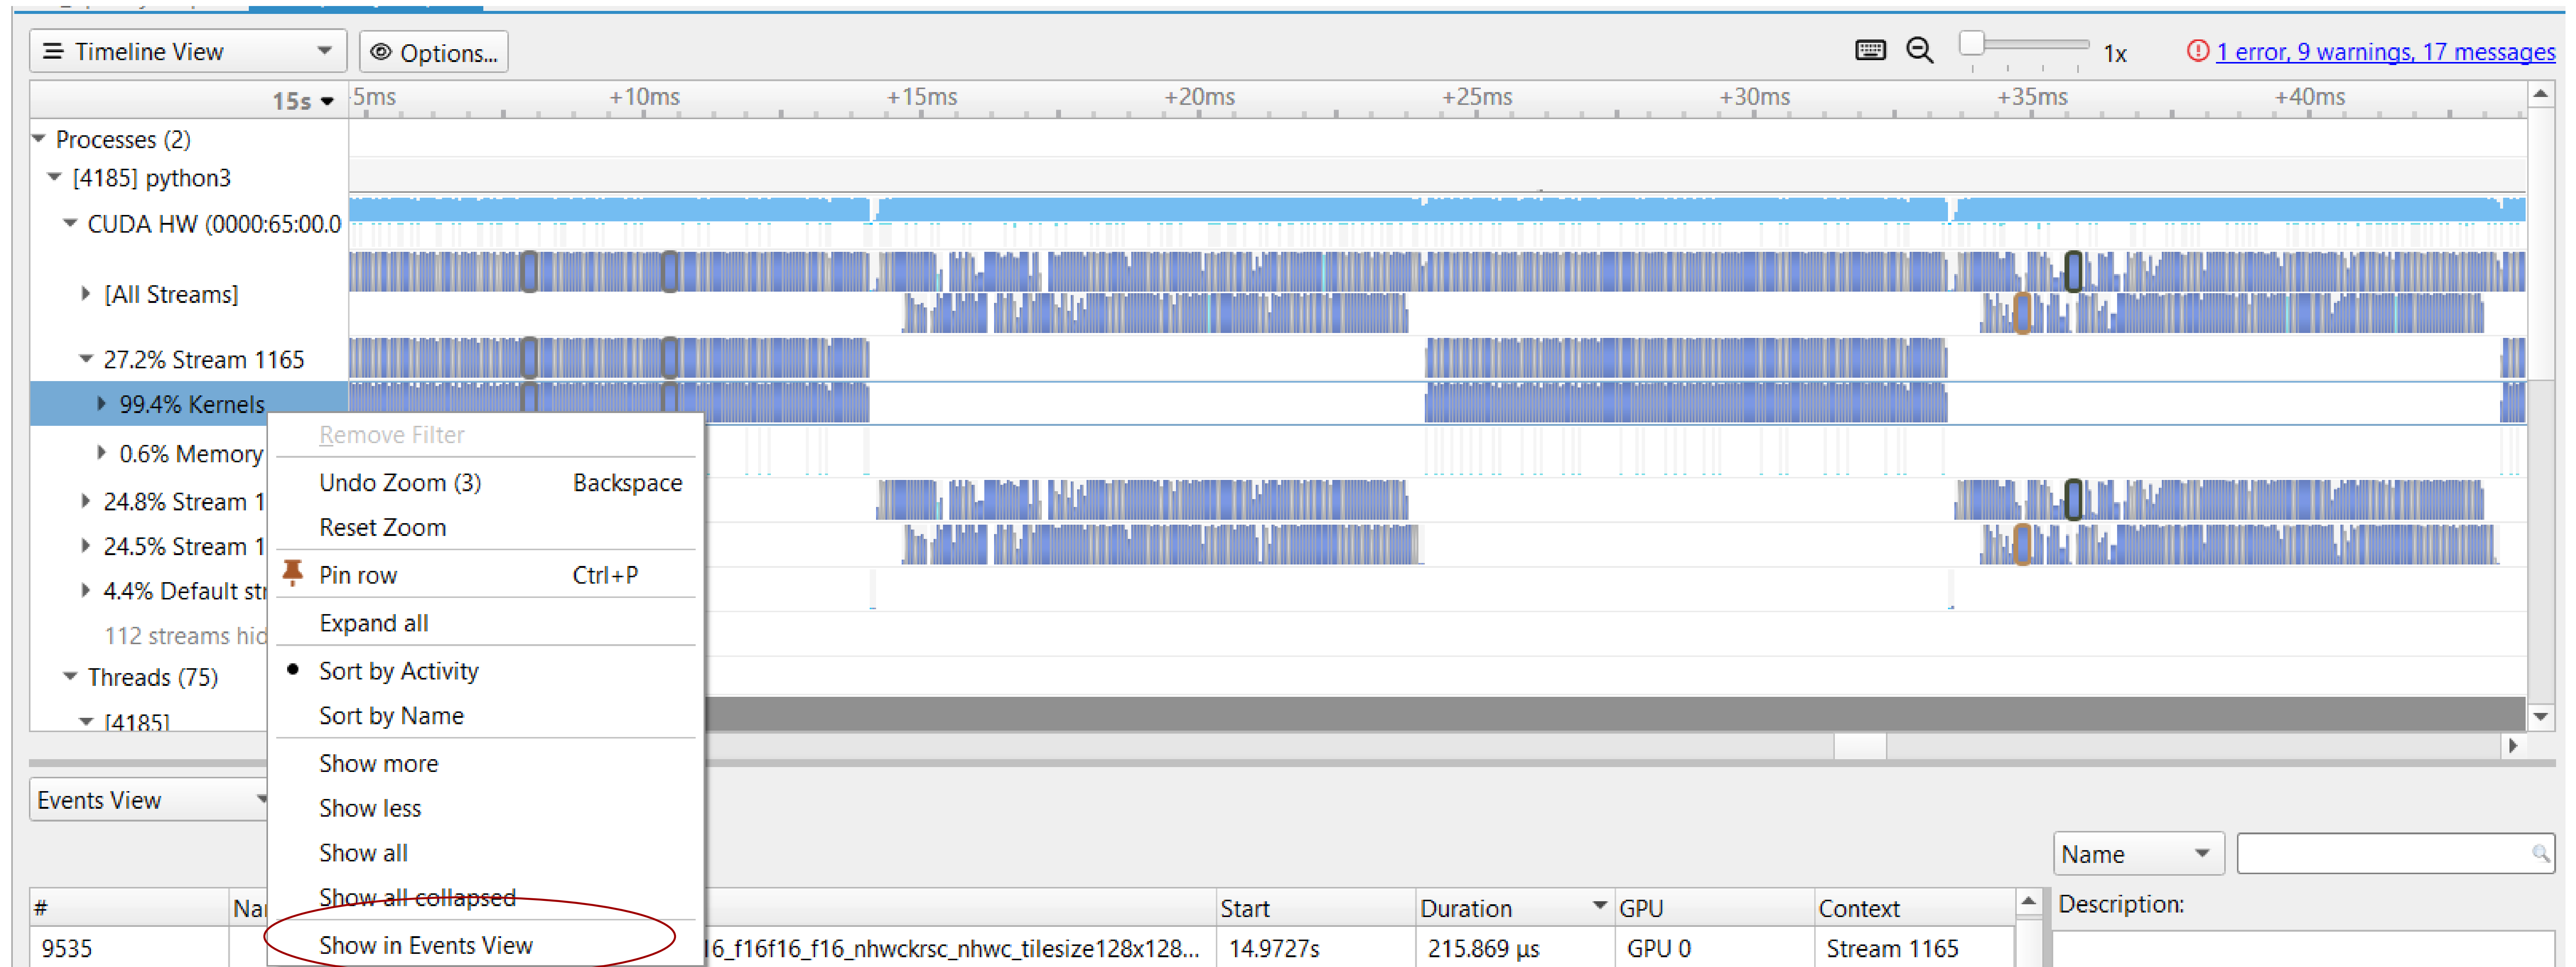 Timeline View
Options...
1x
1 error, 9 warnings, 17 messages
15s
5ms
+10ms
+15ms
+20ms
+25ms
+30ms
+35ms
+40ms
Processes (2)
[4185] python3
CUDA HW (0000:65:00.0
[All Streams]
27.2% Stream 1165
99.4% Kernels
0.6% Memory
24.8% Stream 1
24.5% Stream 1
4.4% Default str
112 streams hid
Threads (75)
[4185]
Remove Filter
Undo Zoom (3) Backspace
Reset Zoom
Pin row Ctrl+P
Expand all
Sort by Activity
Sort by Name
Show more
Show less
Show all
Show all collapsed
Show in Events View
Events View
Name
# Na Start Duration GPU Context
Description:
9535 16_f16f16_f16_nhwckrsc_nhwc_tilesize128x128... 14.9727s 215.869 μs GPU 0 Stream 1165